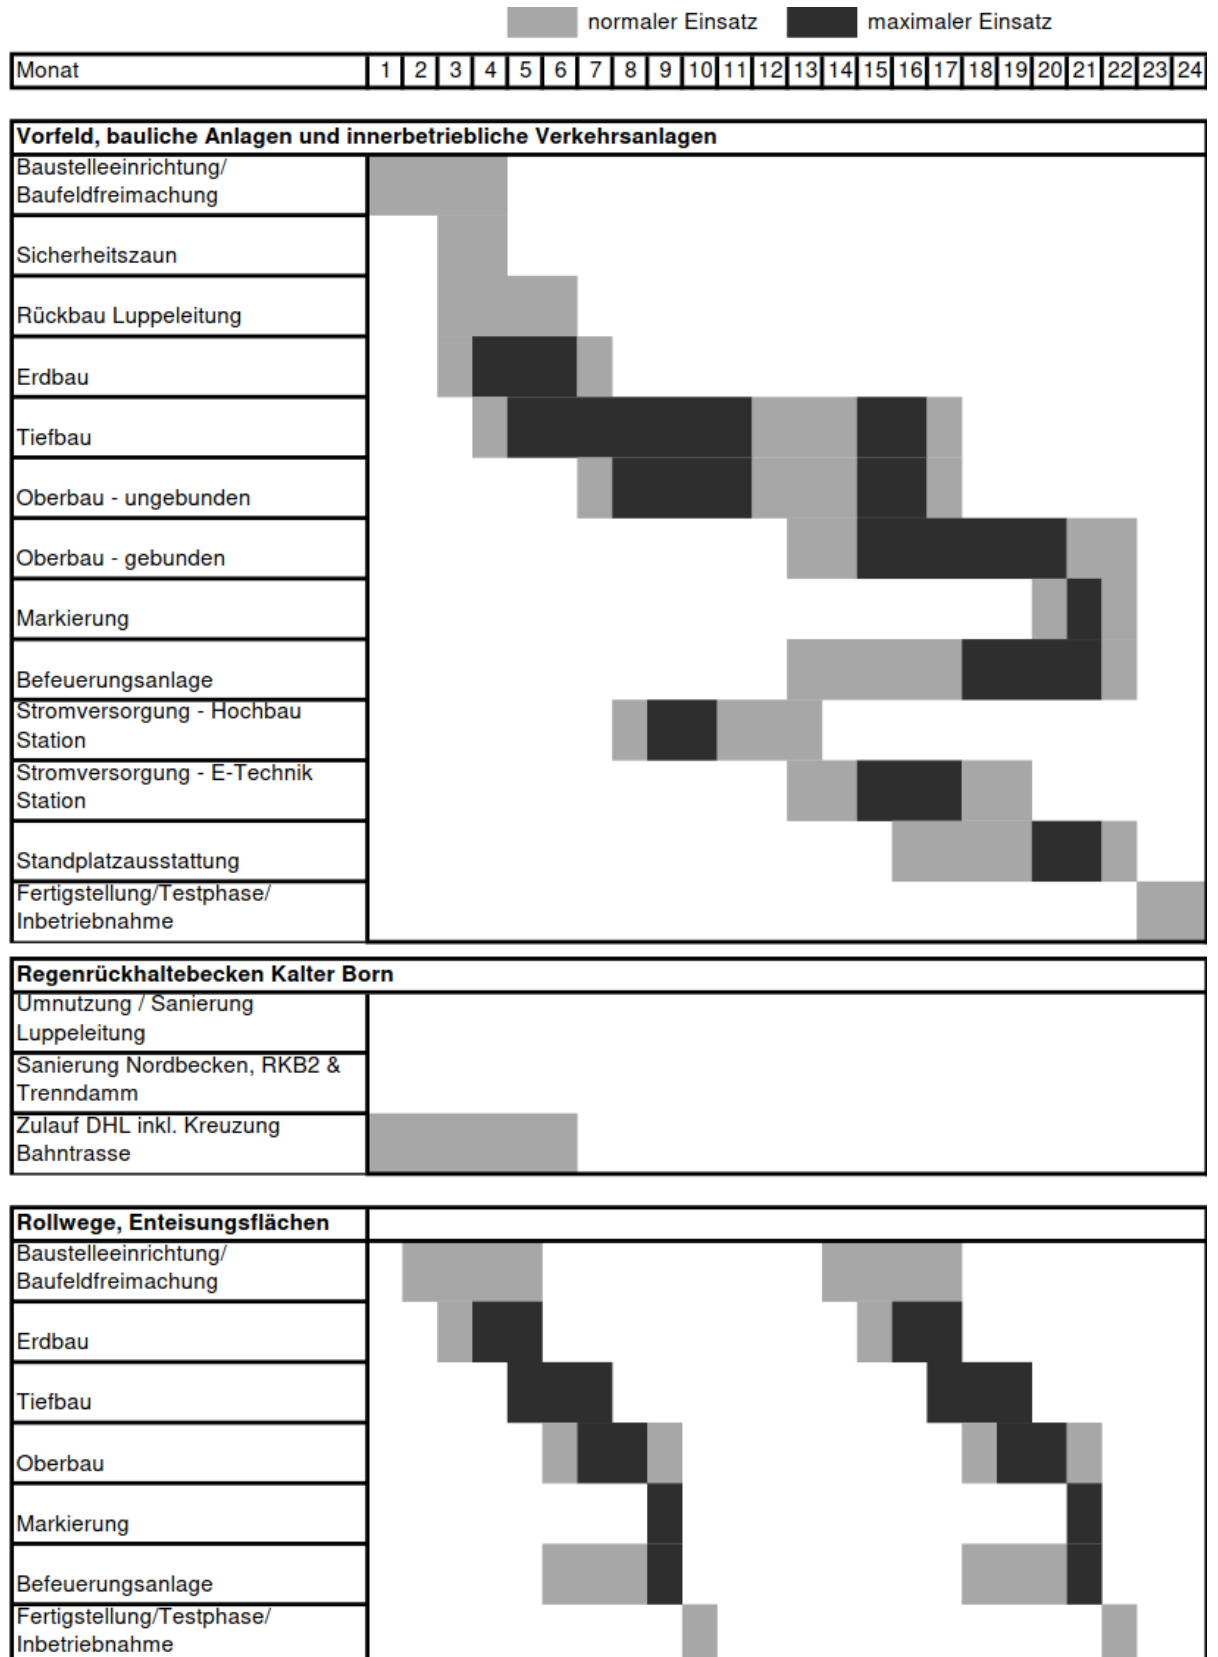 normaler Einsatz maximaler Einsatz
Monat 1 2 3 4 5 6 7 8 9 10 11 12 13 14 15 16 17 18 19 20 21 22 23 24
Vorfeld, bauliche Anlagen und innerbetriebliche Verkehrsanlagen
Baustelleeinrichtung/
Baufeldfreimachung
Sicherheitszaun
Rückbau Luppeleitung
Erdbau
Tiefbau
Oberbau - ungebunden
Oberbau - gebunden
Markierung
Befeuerungsanlage
Stromversorgung - Hochbau
Station
Stromversorgung - E-Technik
Station
Standplatzausstattung
Fertigstellung/Testphase/
Inbetriebnahme
Regenrückhaltebecken Kalter Born
Umnutzung / Sanierung
Luppeleitung
Sanierung Nordbecken, RKB2 &
Trenndamm
Zulauf DHL inkl. Kreuzung
Bahntrasse
Rollwege, Enteisungsflächen
Baustelleeinrichtung/
Baufeldfreimachung
Erdbau
Tiefbau
Oberbau
Markierung
Befeuerungsanlage
Fertigstellung/Testphase/
Inbetriebnahme